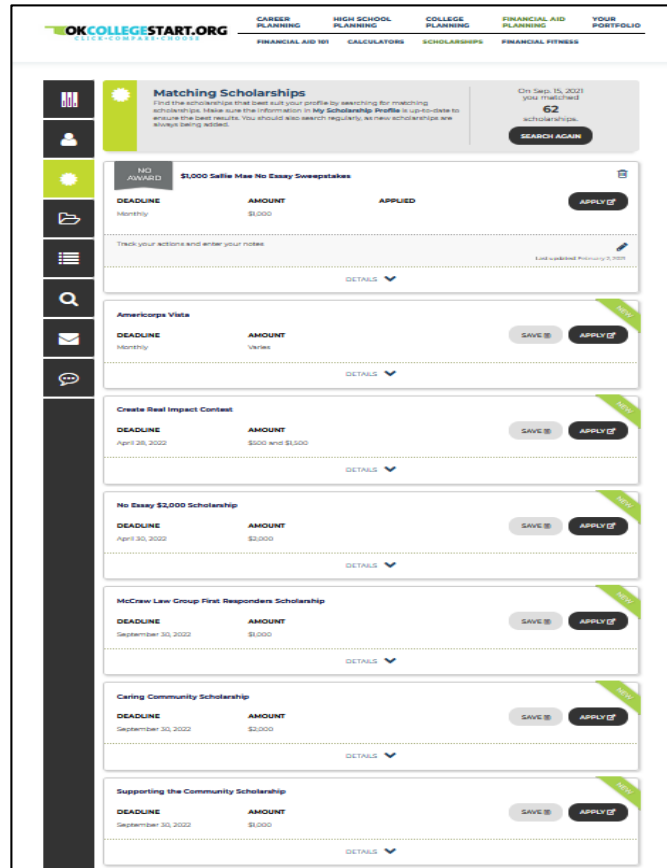 OKCOLLEGESTART.ORG
CLICK•COMPARE•CHOOSE
CAREER PLANNING
HIGH SCHOOL PLANNING
COLLEGE PLANNING
FINANCIAL AID PLANNING
YOUR PORTFOLIO
FINANCIAL AID 101
CALCULATORS
SCHOLARSHIPS
FINANCIAL FITNESS
Matching Scholarships
Find the scholarships that best suit your profile by searching for matching
scholarships. Make sure the information in My Scholarship Profile is up-to-date to
ensure the best results. You should also search regularly, as new scholarships are
always being added.
On Sep. 15, 2021
you matched
62
scholarships.
SEARCH AGAIN
NO
AWARD
$1,000 Sallie Mae No Essay Sweepstakes
DEADLINE AMOUNT APPLIED
Monthly $1,000
APPLY
Track your actions and enter your notes
Last updated: February 2, 2021
DETAILS
Americorps Vista
NEW
DEADLINE AMOUNT
Monthly Varies
SAVE APPLY
DETAILS
Create Real Impact Contest
NEW
DEADLINE AMOUNT
April 28, 2022 $500 and $1,500
SAVE APPLY
DETAILS
No Essay $2,000 Scholarship
NEW
DEADLINE AMOUNT
April 30, 2022 $2,000
SAVE APPLY
DETAILS
McCraw Law Group First Responders Scholarship
NEW
DEADLINE AMOUNT
September 30, 2022 $1,000
SAVE APPLY
DETAILS
Caring Community Scholarship
NEW
DEADLINE AMOUNT
September 30, 2022 $2,000
SAVE APPLY
DETAILS
Supporting the Community Scholarship
NEW
DEADLINE AMOUNT
September 30, 2022 $1,000
SAVE APPLY
DETAILS